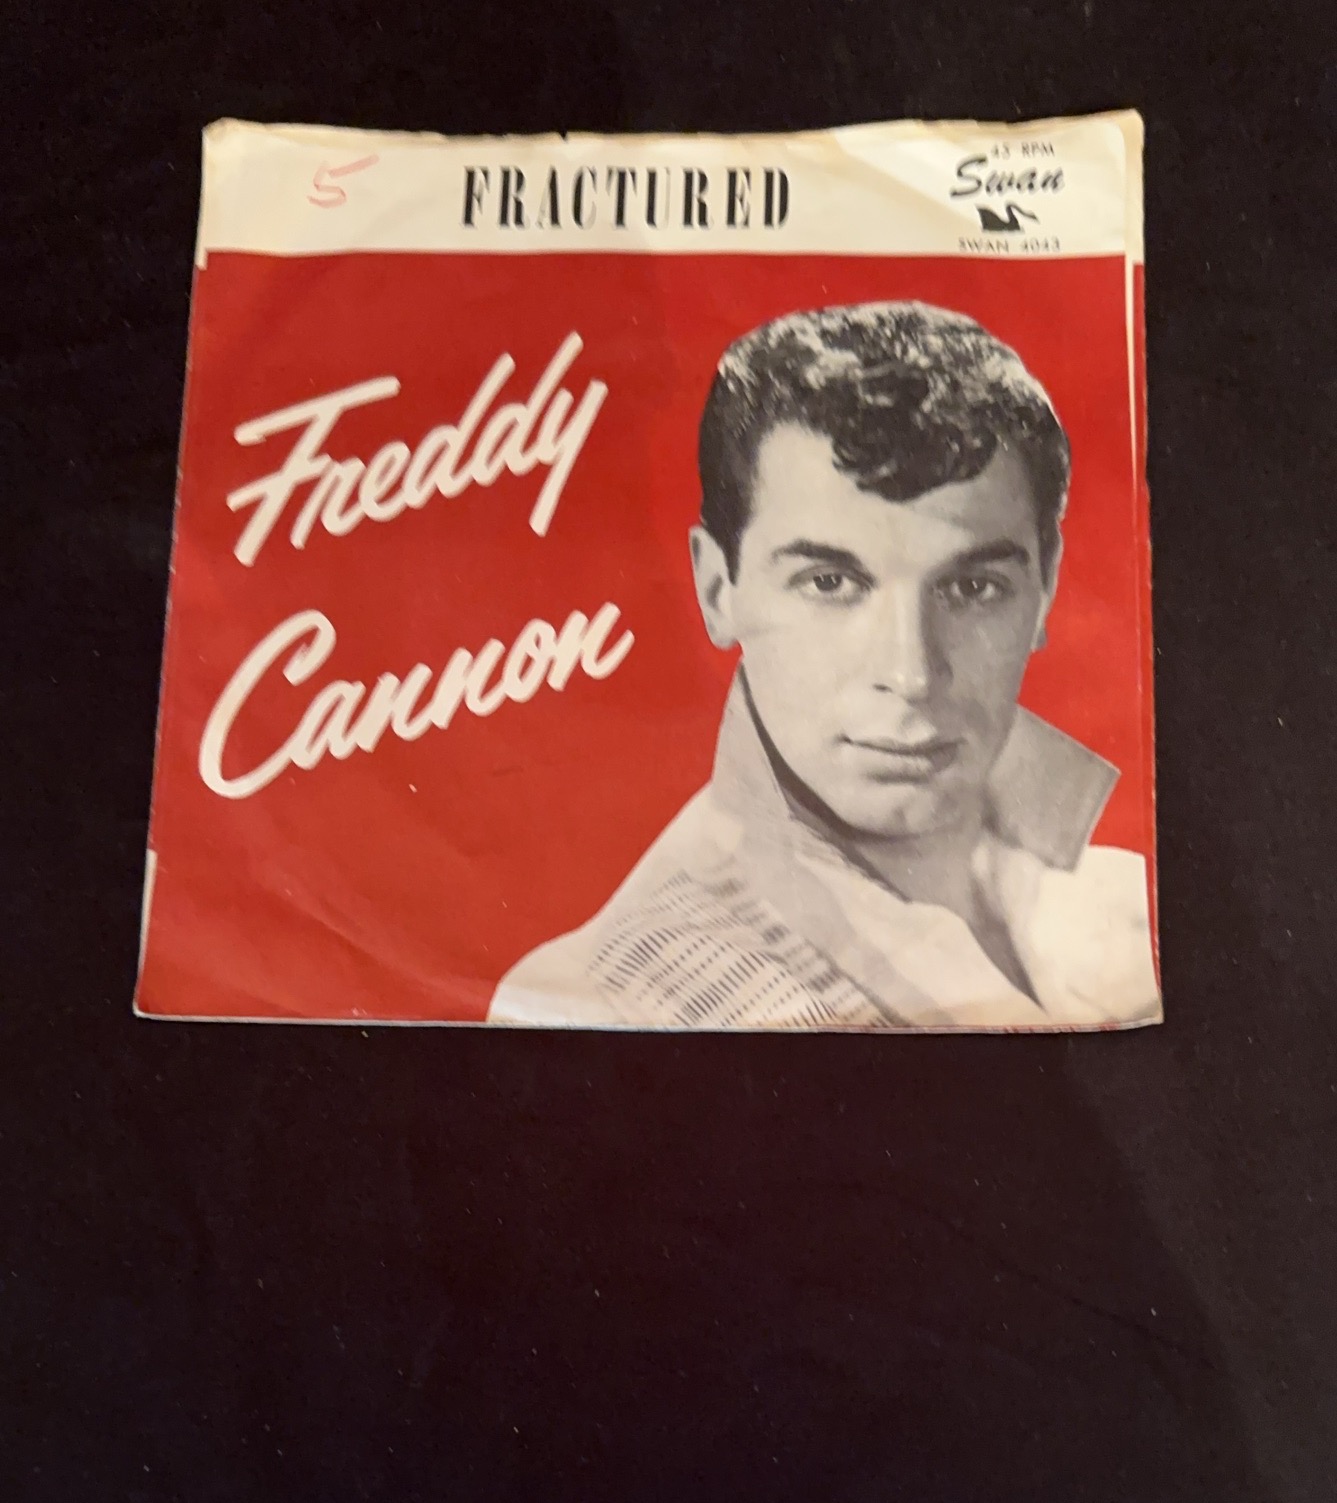 5
FRACTURED
45 RPM
Swan
SWAN 4043
Freddy
Cannon